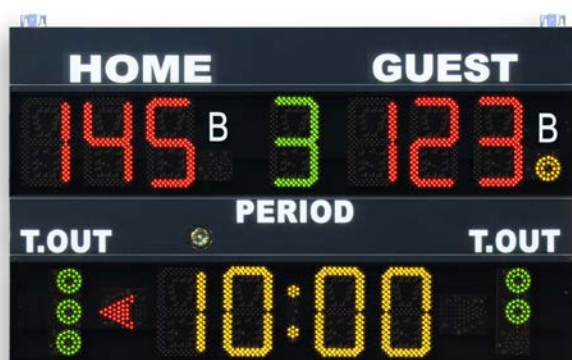 HOME GUEST
145 B 3 123 B
PERIOD
T.OUT T.OUT
10:00